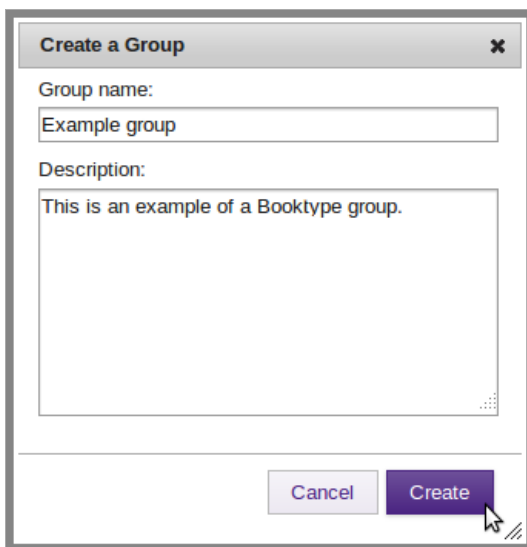 Create a Group
Group name:
Example group
Description:
This is an example of a Booktype group.
Cancel
Create